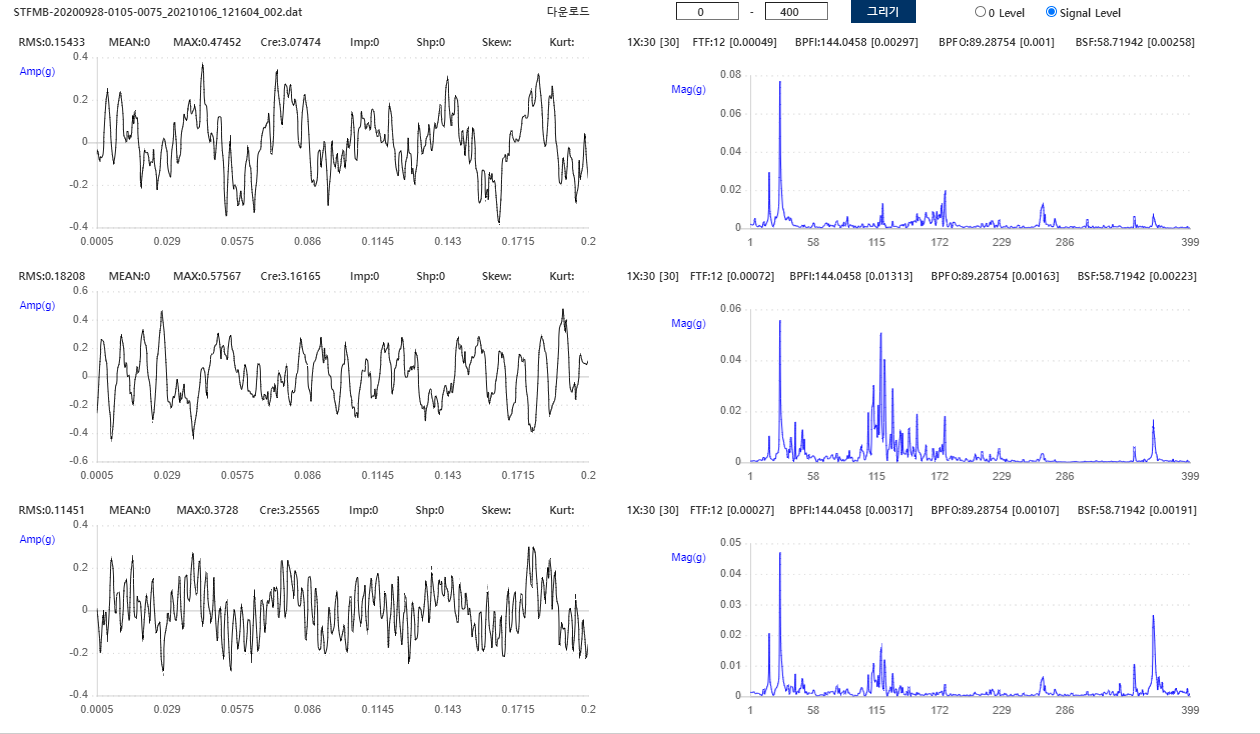 STFMB-20200928-0105-0075_20210106_121604_002.dat 다운로드 0 - 400 그리기 0 Level Signal Level
RMS:0.15433 MEAN:0 MAX:0.47452 Cre:3.07474 Imp:0 Shp:0 Skew: Kurt:
Amp(g)
0.4
0.2
0
-0.2
-0.4
0.0005 0.029 0.0575 0.086 0.1145 0.143 0.1715 0.2
1X:30 [30] FTF:12 [0.00049] BPFI:144.0458 [0.00297] BPFO:89.28754 [0.001] BSF:58.71942 [0.00258]
Mag(g)
0.08
0.06
0.04
0.02
0
1 58 115 172 229 286 399
RMS:0.18208 MEAN:0 MAX:0.57567 Cre:3.16165 Imp:0 Shp:0 Skew: Kurt:
Amp(g)
0.6
0.4
0.2
0
-0.2
-0.4
-0.6
0.0005 0.029 0.0575 0.086 0.1145 0.143 0.1715 0.2
1X:30 [30] FTF:12 [0.00072] BPFI:144.0458 [0.01313] BPFO:89.28754 [0.00163] BSF:58.71942 [0.00223]
Mag(g)
0.06
0.04
0.02
0
1 58 115 172 229 286 399
RMS:0.11451 MEAN:0 MAX:0.3728 Cre:3.25565 Imp:0 Shp:0 Skew: Kurt:
Amp(g)
0.4
0.2
0
-0.2
-0.4
0.0005 0.029 0.0575 0.086 0.1145 0.143 0.1715 0.2
1X:30 [30] FTF:12 [0.00027] BPFI:144.0458 [0.00317] BPFO:89.28754 [0.00107] BSF:58.71942 [0.00191]
Mag(g)
0.05
0.04
0.03
0.02
0.01
0
1 58 115 172 229 286 399